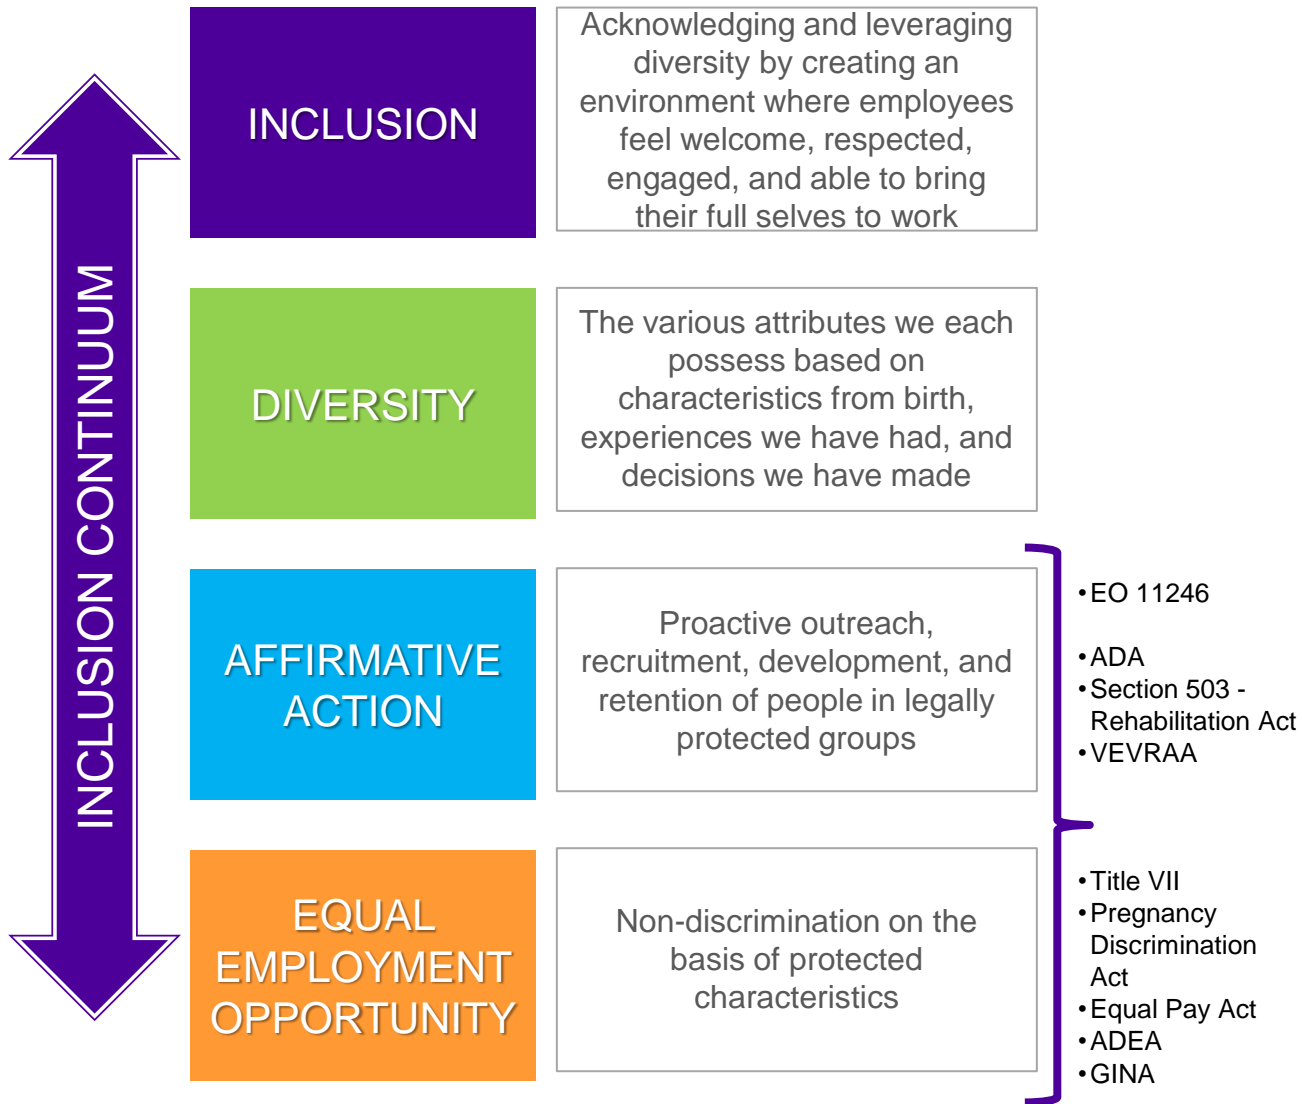 INCLUSION CONTINUUM
INCLUSION
Acknowledging and leveraging
diversity by creating an
environment where employees
feel welcome, respected,
engaged, and able to bring
their full selves to work
DIVERSITY
The various attributes we each
possess based on
characteristics from birth,
experiences we have had, and
decisions we have made
AFFIRMATIVE
ACTION
Proactive outreach,
recruitment, development, and
retention of people in legally
protected groups
•EO 11246
•ADA
•Section 503 -
Rehabilitation Act
•VEVRAA
EQUAL
EMPLOYMENT
OPPORTUNITY
Non-discrimination on the
basis of protected
characteristics
•Title VII
•Pregnancy
Discrimination
Act
•Equal Pay Act
•ADEA
•GINA